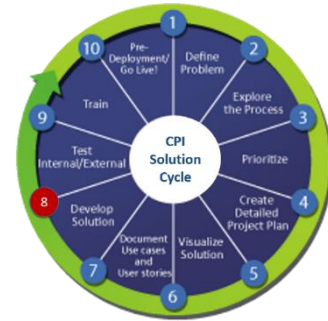 CPI
Solution
Cycle
1
Define
Problem
2
Explore
the Process
3
Prioritize
4
Create
Detailed
Project Plan
5
Visualize
Solution
6
Document
Use cases
and
User stories
7
Develop
Solution
8
Test
Internal/External
9
Train
10
Pre-
Deployment/
Go Live!